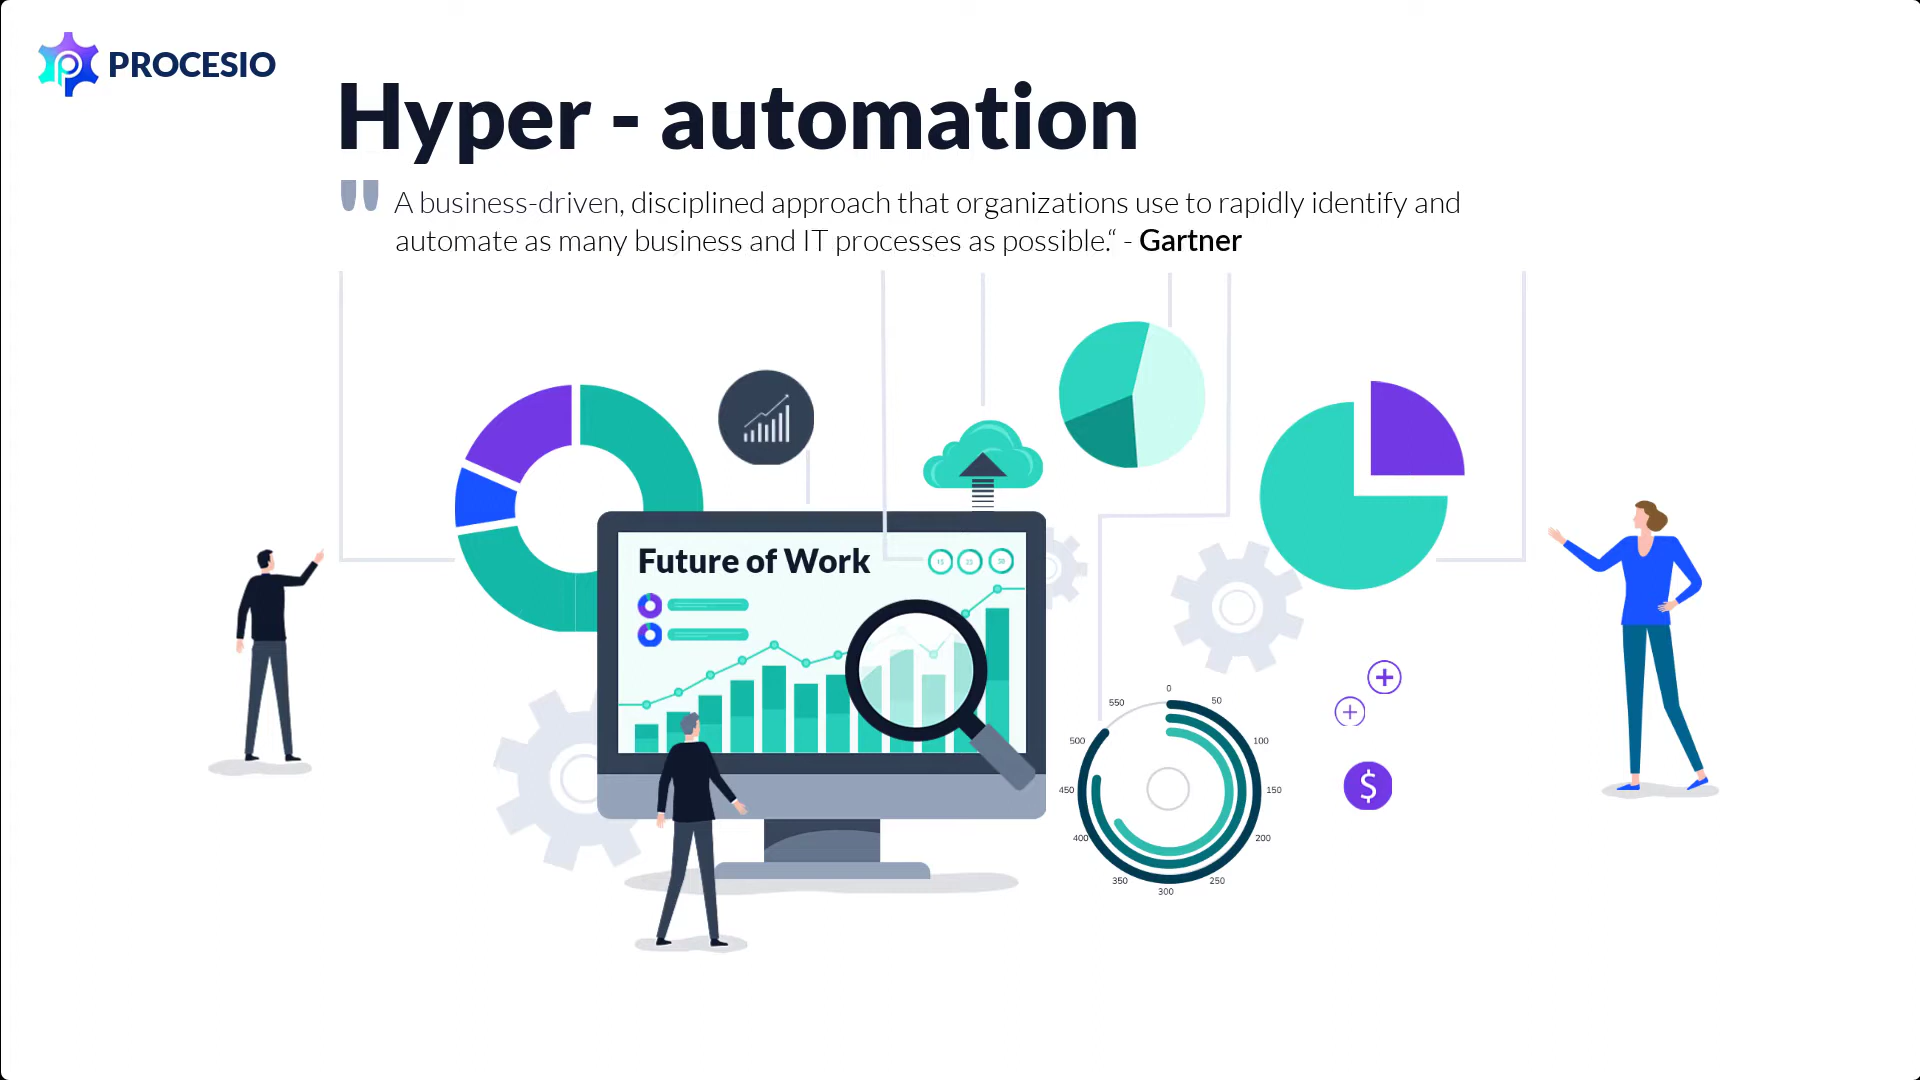 PROCESIO
Hyper - automation
" A business-driven, disciplined approach that organizations use to rapidly identify and
automate as many business and IT processes as possible.“ - Gartner
Future of Work
$
0
50
100
150
200
250
300
350
400
450
500
550